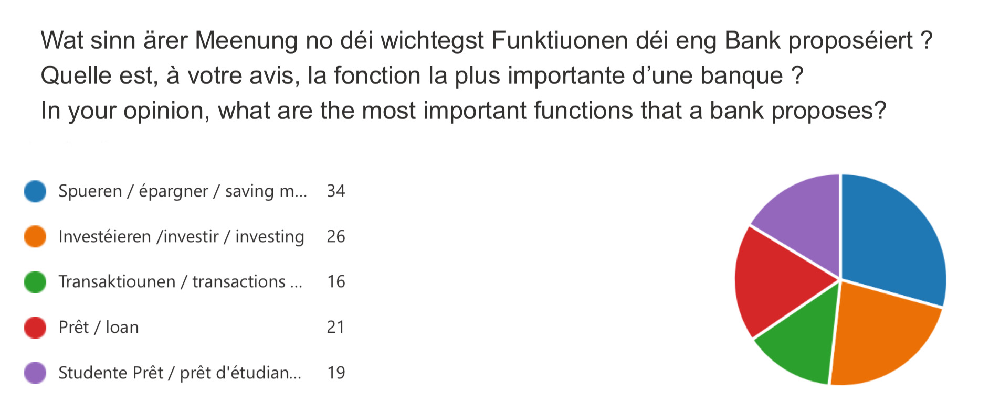 Wat sinn ärer Meenung no déi wichtegst Funktiuonen déi eng Bank proposéiert ?
Quelle est, à votre avis, la fonction la plus importante d’une banque ?
In your opinion, what are the most important functions that a bank proposes?
Spueren / épargner / saving m... 34
Investéieren /investir / investing 26
Transaktiounen / transactions ... 16
Prêt / loan 21
Studente Prêt / prêt d'étudian... 19